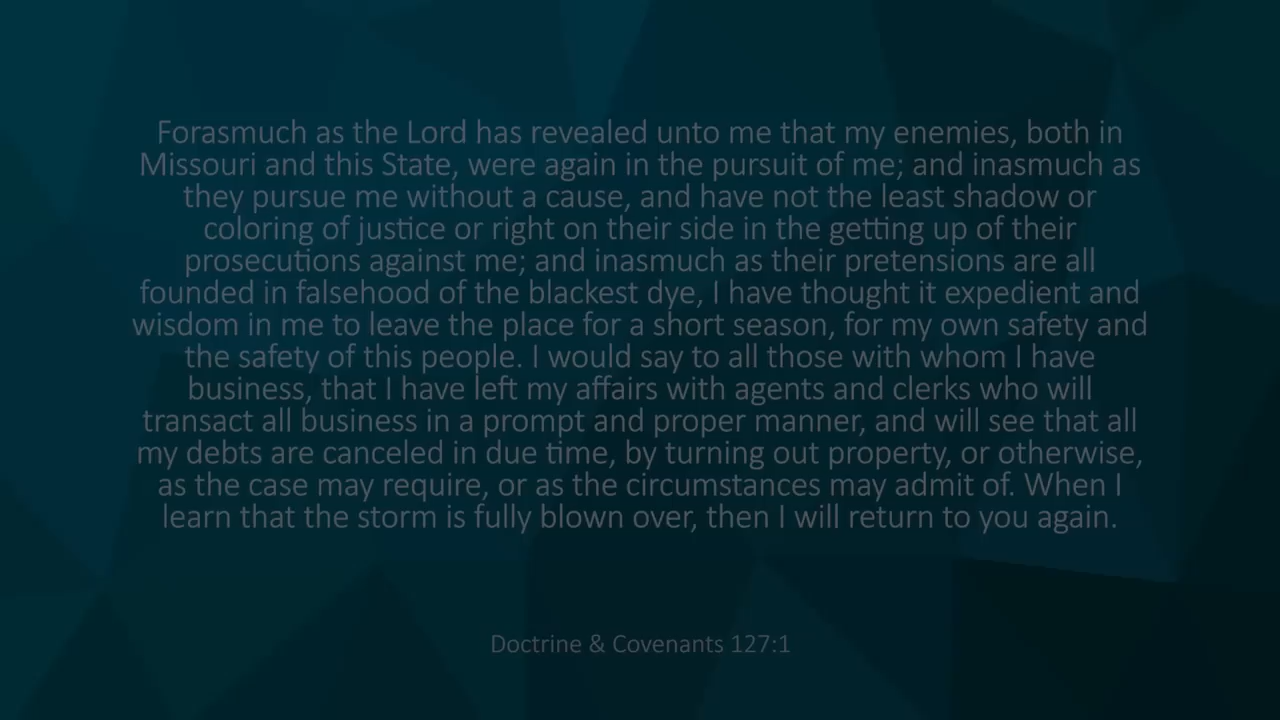 Forasmuch as the Lord has revealed unto me that my enemies, both in
Missouri and this State, were again in the pursuit of me; and inasmuch as
they pursue me without a cause, and have not the least shadow or
coloring of justice or right on their side in the getting up of their
prosecutions against me; and inasmuch as their pretensions are all
founded in falsehood of the blackest dye, I have thought it expedient and
wisdom in me to leave the place for a short season, for my own safety and
the safety of this people. I would say to all those with whom I have
business, that I have left my affairs with agents and clerks who will
transact all business in a prompt and proper manner, and will see that all
my debts are canceled in due time, by turning out property, or otherwise,
as the case may require, or as the circumstances may admit of. When I
learn that the storm is fully blown over, then I will return to you again.
Doctrine & Covenants 127:1